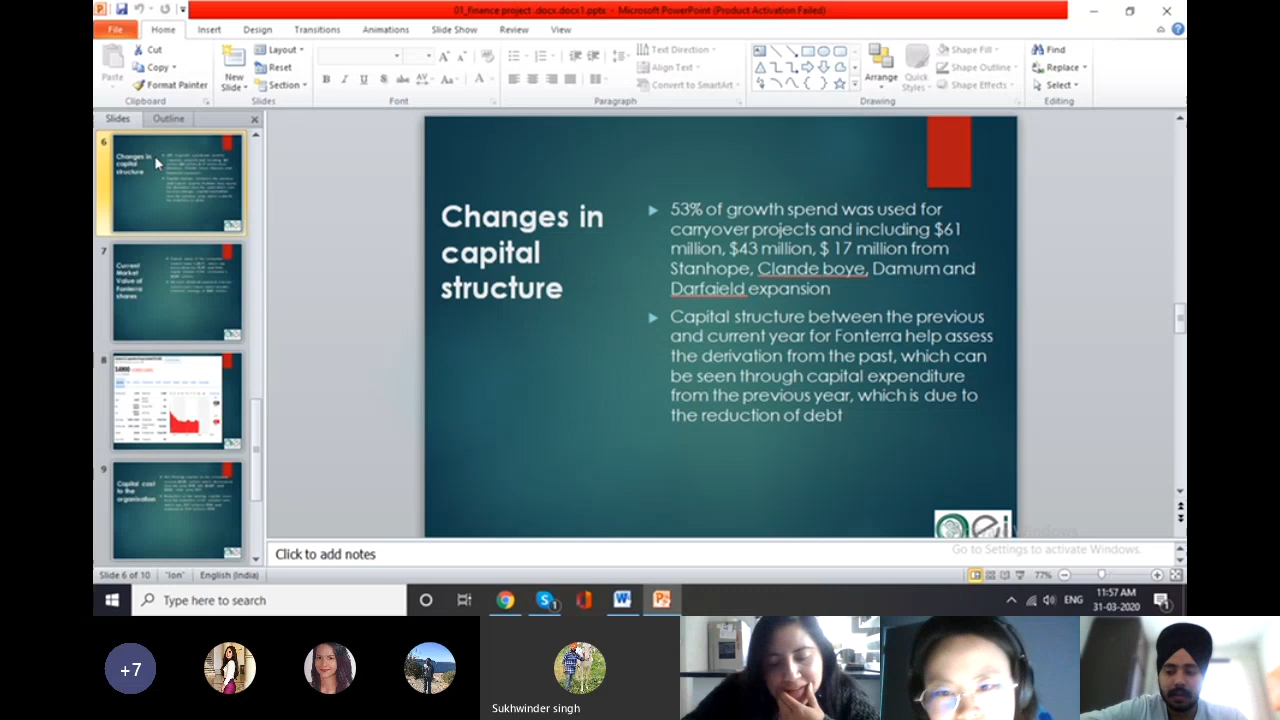 01_Finance project .docx.docx1.pptx - Microsoft PowerPoint (Product Activation Failed)
File Home Insert Design Transitions Animations Slide Show Review View
Paste
Cut
Copy
Format Painter
Clipboard
New Slide
Layout
Reset
Section
Slides
Font
Text Direction
Align Text
Convert to SmartArt
Paragraph
Arrange
Quick Styles
Shape Fill
Shape Outline
Shape Effects
Drawing
Find
Replace
Select
Editing
Slides Outline
6
Changes in
capital
structure
7
Current
Market
Value of
Fonterra
shares
8
9
Capital cost
to the
organisation
Changes in
capital
structure
53% of growth spend was used for
carryover projects and including $61
million, $43 million, $ 17 million from
Stanhope, Clande boye, Damum and
Darfaield expansion
Capital structure between the previous
and current year for Fonterra help assess
the derivation from the past, which can
be seen through capital expenditure
from the previous year, which is due to
the reduction of debt
Go to Settings to activate Windows.
Click to add notes
Slide 6 of 10 "Ion" English (India) 77%
Type here to search
ENG
11:57 AM
31-03-2020
+7
Sukhwinder singh